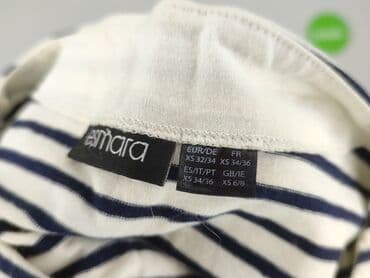 esmara
EUR/DE FR
XS 32/34 XS 34/36
ES/IT/PT GB/IE
XS 34/36 XS 6/8